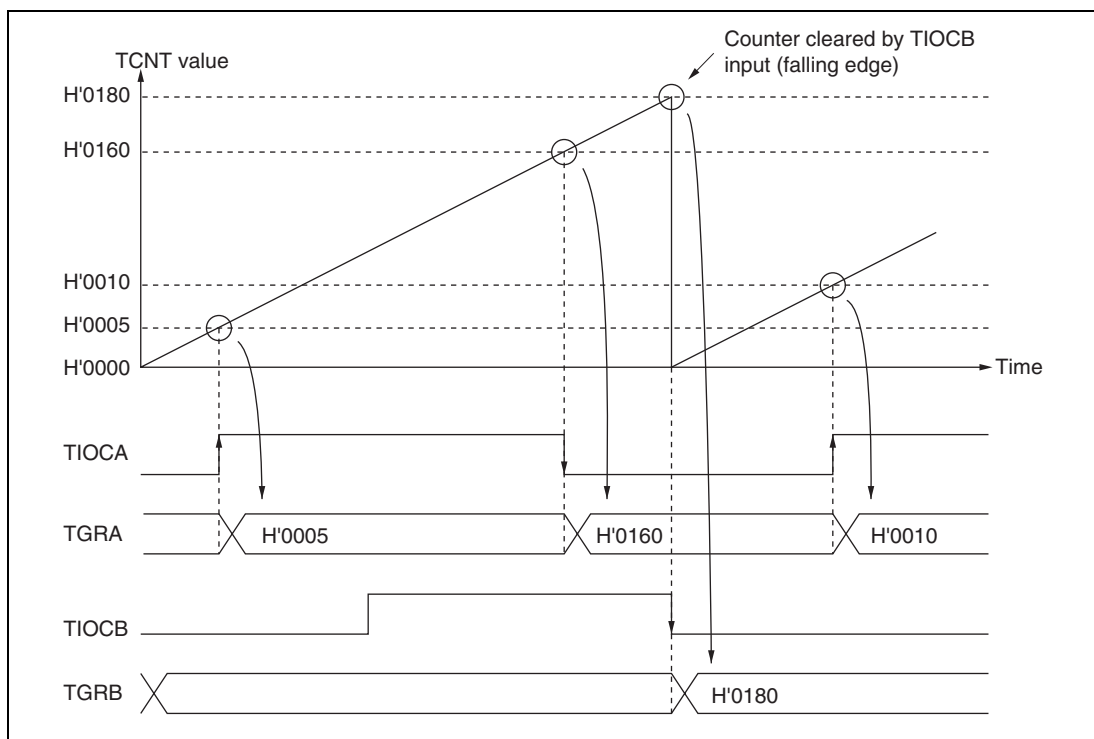 Counter cleared by TIOCB
input (falling edge)
TCNT value
H'0180
H'0160
H'0010
H'0005
H'0000
Time
TIOCA
TGRA
H'0005
H'0160
H'0010
TIOCB
TGRB
H'0180